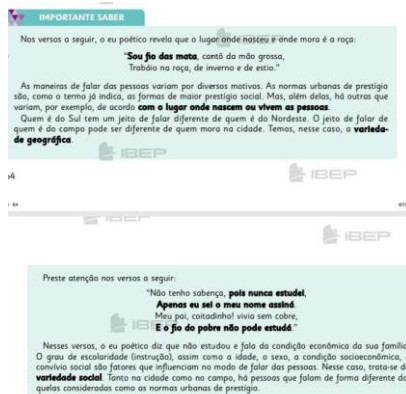 IMPORTANTE SABER
Nos versos a seguir, o eu poético revela que o lugar onde nasceu e onde mora é a roça:
"Sou fio das mata, cantô da mão grossa,
Trabáio na roça, de inverno e de estio."
As maneiras de falar das pessoas variam por diversos motivos. As normas urbanas de prestígio
são, como o termo já indica, as formas de maior prestígio social. Mas, além delas, há outras que
variam, por exemplo, de acordo com o lugar onde nascem ou vivem as pessoas.
Quem é do Sul tem um jeito de falar diferente de quem é do Nordeste. O jeito de falar de
quem é do campo pode ser diferente de quem mora na cidade. Temos, nesse caso, a varieda-
de geográfica.
IBEP
IBEP
64
IBEP
IBEP
Preste atenção nos versos a seguir:
"Não tenho sabença, pois nunca estudei,
Apenas eu sei o meu nome assiná.
Meu pai, coitadinho! vivia sem cobre,
E o fio do pobre não pode estudá."
IBEP
Nesses versos, o eu poético diz que não estudou e fala da condição econômica da sua família
O grau de escolaridade (instrução), assim como a idade, o sexo, a condição socioeconômica,
convívio social são fatores que influenciam no modo de falar das pessoas. Nesse caso, trata-se d
variedade social. Tanto na cidade como no campo, há pessoas que falam de forma diferente da
quelas consideradas como as normas urbanas de prestígio.